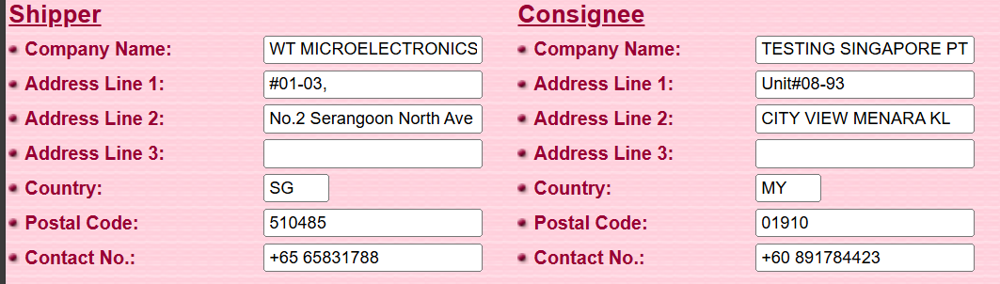 Shipper
Company Name: WT MICROELECTRONICS
Address Line 1: #01-03,
Address Line 2: No.2 Serangoon North Ave
Address Line 3:
Country: SG
Postal Code: 510485
Contact No.: +65 65831788
Consignee
Company Name: TESTING SINGAPORE PT
Address Line 1: Unit#08-93
Address Line 2: CITY VIEW MENARA KL
Address Line 3:
Country: MY
Postal Code: 01910
Contact No.: +60 891784423